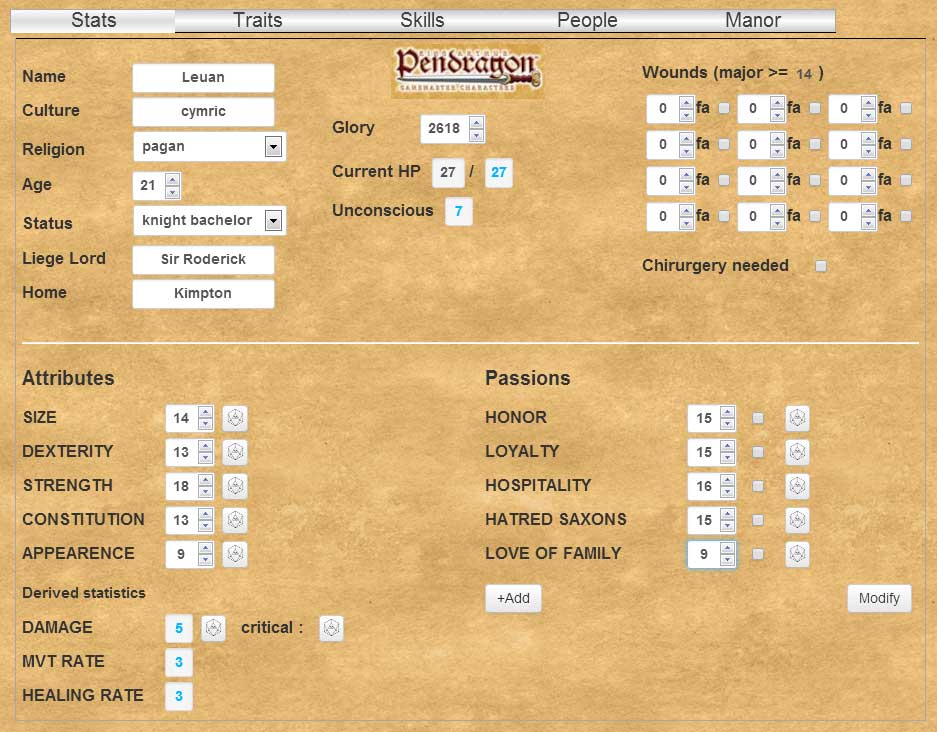 Stats Traits Skills People Manor
KING ARTHUR
Pendragon
GAMEMASTER CHARACTERS
Name Leuan
Culture cymric
Religion pagan
Age 21
Status knight bachelor
Liege Lord Sir Roderick
Home Kimpton
Glory 2618
Current HP 27 / 27
Unconscious 7
Wounds (major >= 14 )
0 fa 0 fa 0 fa
0 fa 0 fa 0 fa
0 fa 0 fa 0 fa
0 fa 0 fa 0 fa
Chirurgery needed
Attributes
SIZE 14
DEXTERITY 13
STRENGTH 18
CONSTITUTION 13
APPEARENCE 9
Derived statistics
DAMAGE 5 critical :
MVT RATE 3
HEALING RATE 3
Passions
HONOR 15
LOYALTY 15
HOSPITALITY 16
HATRED SAXONS 15
LOVE OF FAMILY 9
+Add Modify